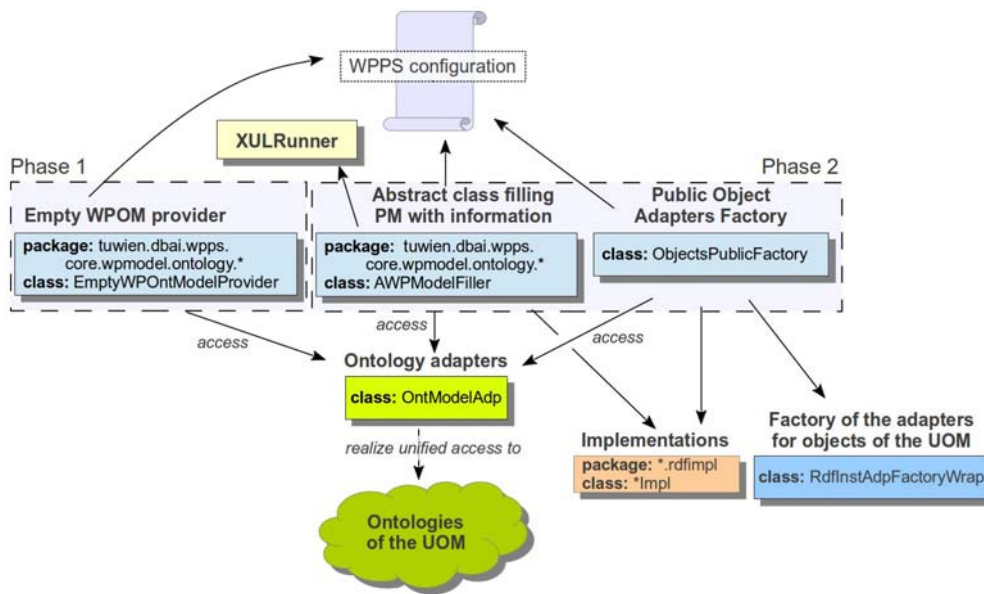 WPPS configuration
XULRunner
Phase 1
Phase 2
Empty WPOM provider
package: tuwien.dbai.wpps.
core.wpmodel.ontology.*
class: EmptyWPOntModelProvider
Abstract class filling
PM with information
package: tuwien.dbai.wpps.
core.wpmodel.ontology.*
class: AWPModelFiller
Public Object
Adapters Factory
class: ObjectsPublicFactory
access
access
access
Ontology adapters
class: OntModelAdp
realize unified access to
Ontologies
of the UOM
Implementations
package: *.rdfimpl
class: *Impl
Factory of the adapters
for objects of the UOM
class: RdfInstAdpFactoryWrap